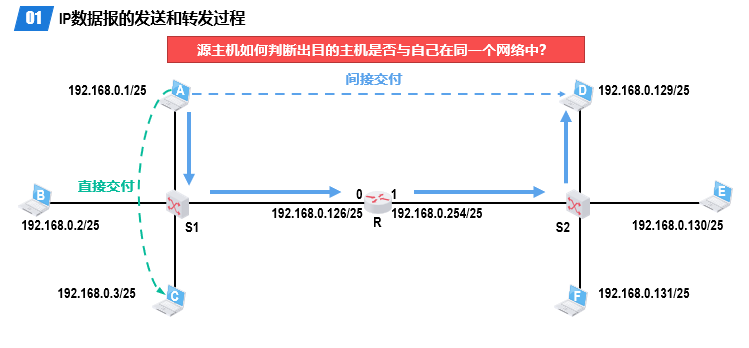 01 IP数据报的发送和转发过程
源主机如何判断出目的主机是否与自己在同一个网络中?
间接交付
A
192.168.0.1/25
D
192.168.0.129/25
直接交付
B
192.168.0.2/25
S1
0
1
192.168.0.126/25
192.168.0.254/25
R
S2
E
192.168.0.130/25
C
192.168.0.3/25
F
192.168.0.131/25